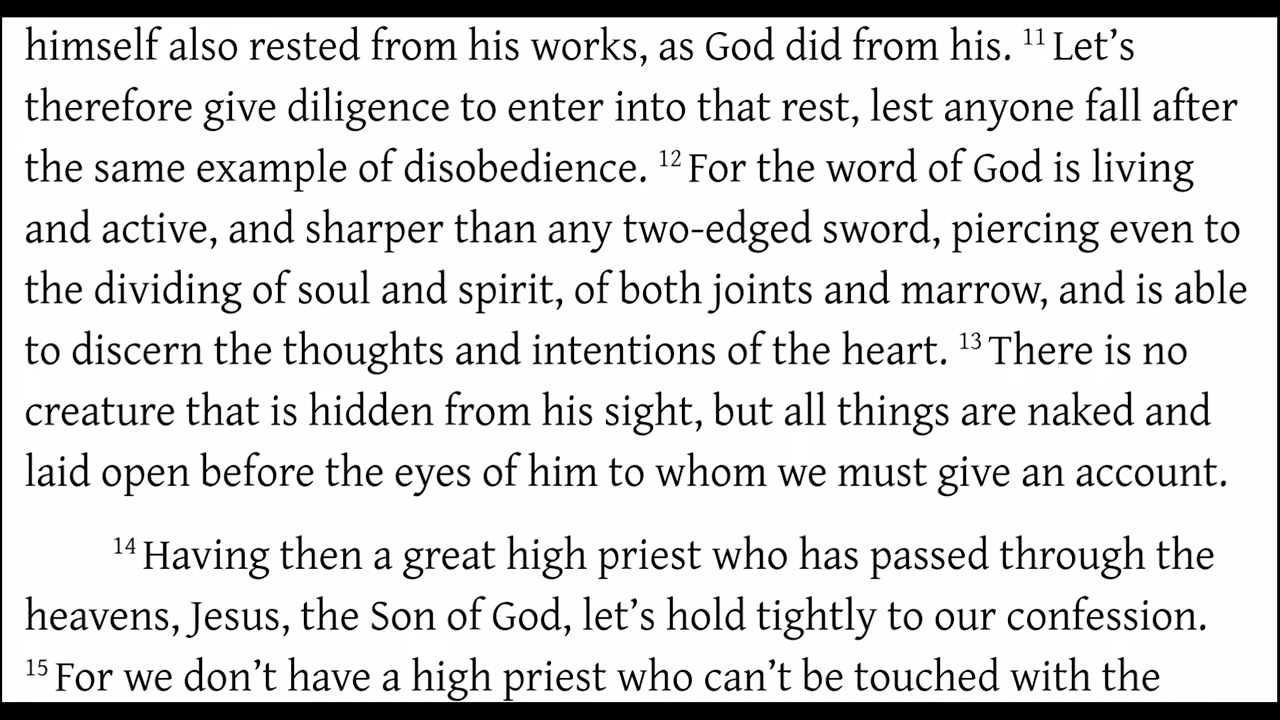 himself also rested from his works, as God did from his. 11 Let’s
therefore give diligence to enter into that rest, lest anyone fall after
the same example of disobedience. 12 For the word of God is living
and active, and sharper than any two-edged sword, piercing even to
the dividing of soul and spirit, of both joints and marrow, and is able
to discern the thoughts and intentions of the heart. 13 There is no
creature that is hidden from his sight, but all things are naked and
laid open before the eyes of him to whom we must give an account.
14 Having then a great high priest who has passed through the
heavens, Jesus, the Son of God, let’s hold tightly to our confession.
15 For we don’t have a high priest who can’t be touched with the